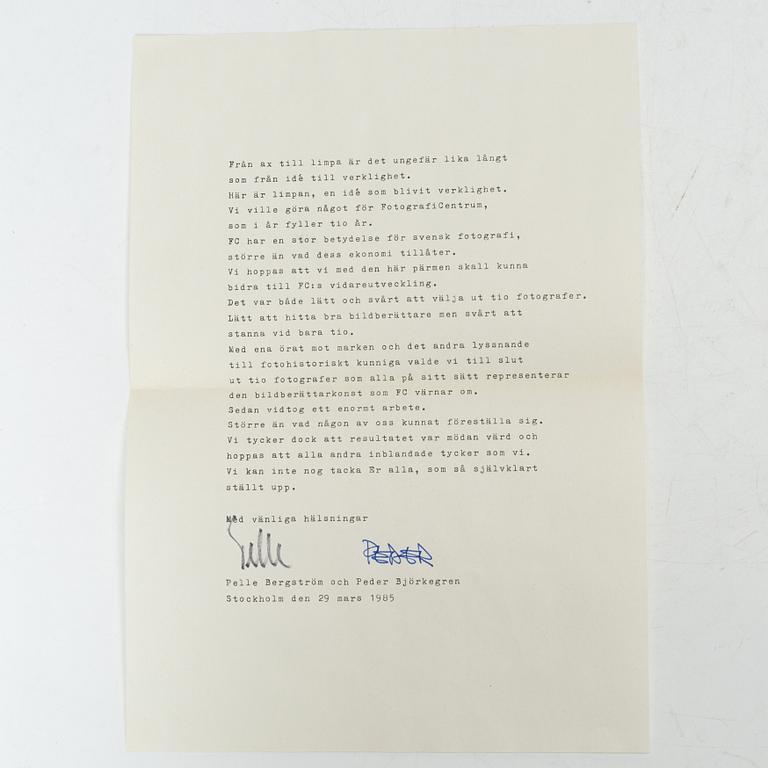 Från ax till limpa är det ungefär lika långt
som från idé till verklighet.
Här är limpan, en idé som blivit verklighet.
Vi ville göra något för FotografiCentrum,
som i år fyller tio år.
FC har en stor betydelse för svensk fotografi,
större än vad dess ekonomi tillåter.
Vi hoppas att vi med den här pärmen skall kunna
bidra till FC:s vidareutveckling.
Det var både lätt och svårt att välja ut tio fotografer.
Lätt att hitta bra bildberättare men svårt att
stanna vid bara tio.
Med ena örat mot marken och det andra lyssnande
till fotohistoriskt kunniga valde vi till slut
ut tio fotografer som alla på sitt sätt representerar
den bildberättarkonst som FC värnar om.
Sedan vidtog ett enormt arbete.
Större än vad någon av oss kunnat föreställa sig.
Vi tycker dock att resultatet var mödan värd och
hoppas att alla andra inblandade tycker som vi.
Vi kan inte nog tacka Er alla, som så självklart
ställt upp.
Med vänliga hälsningar
Pelle PEDER
Pelle Bergström och Peder Björkegren
Stockholm den 29 mars 1985